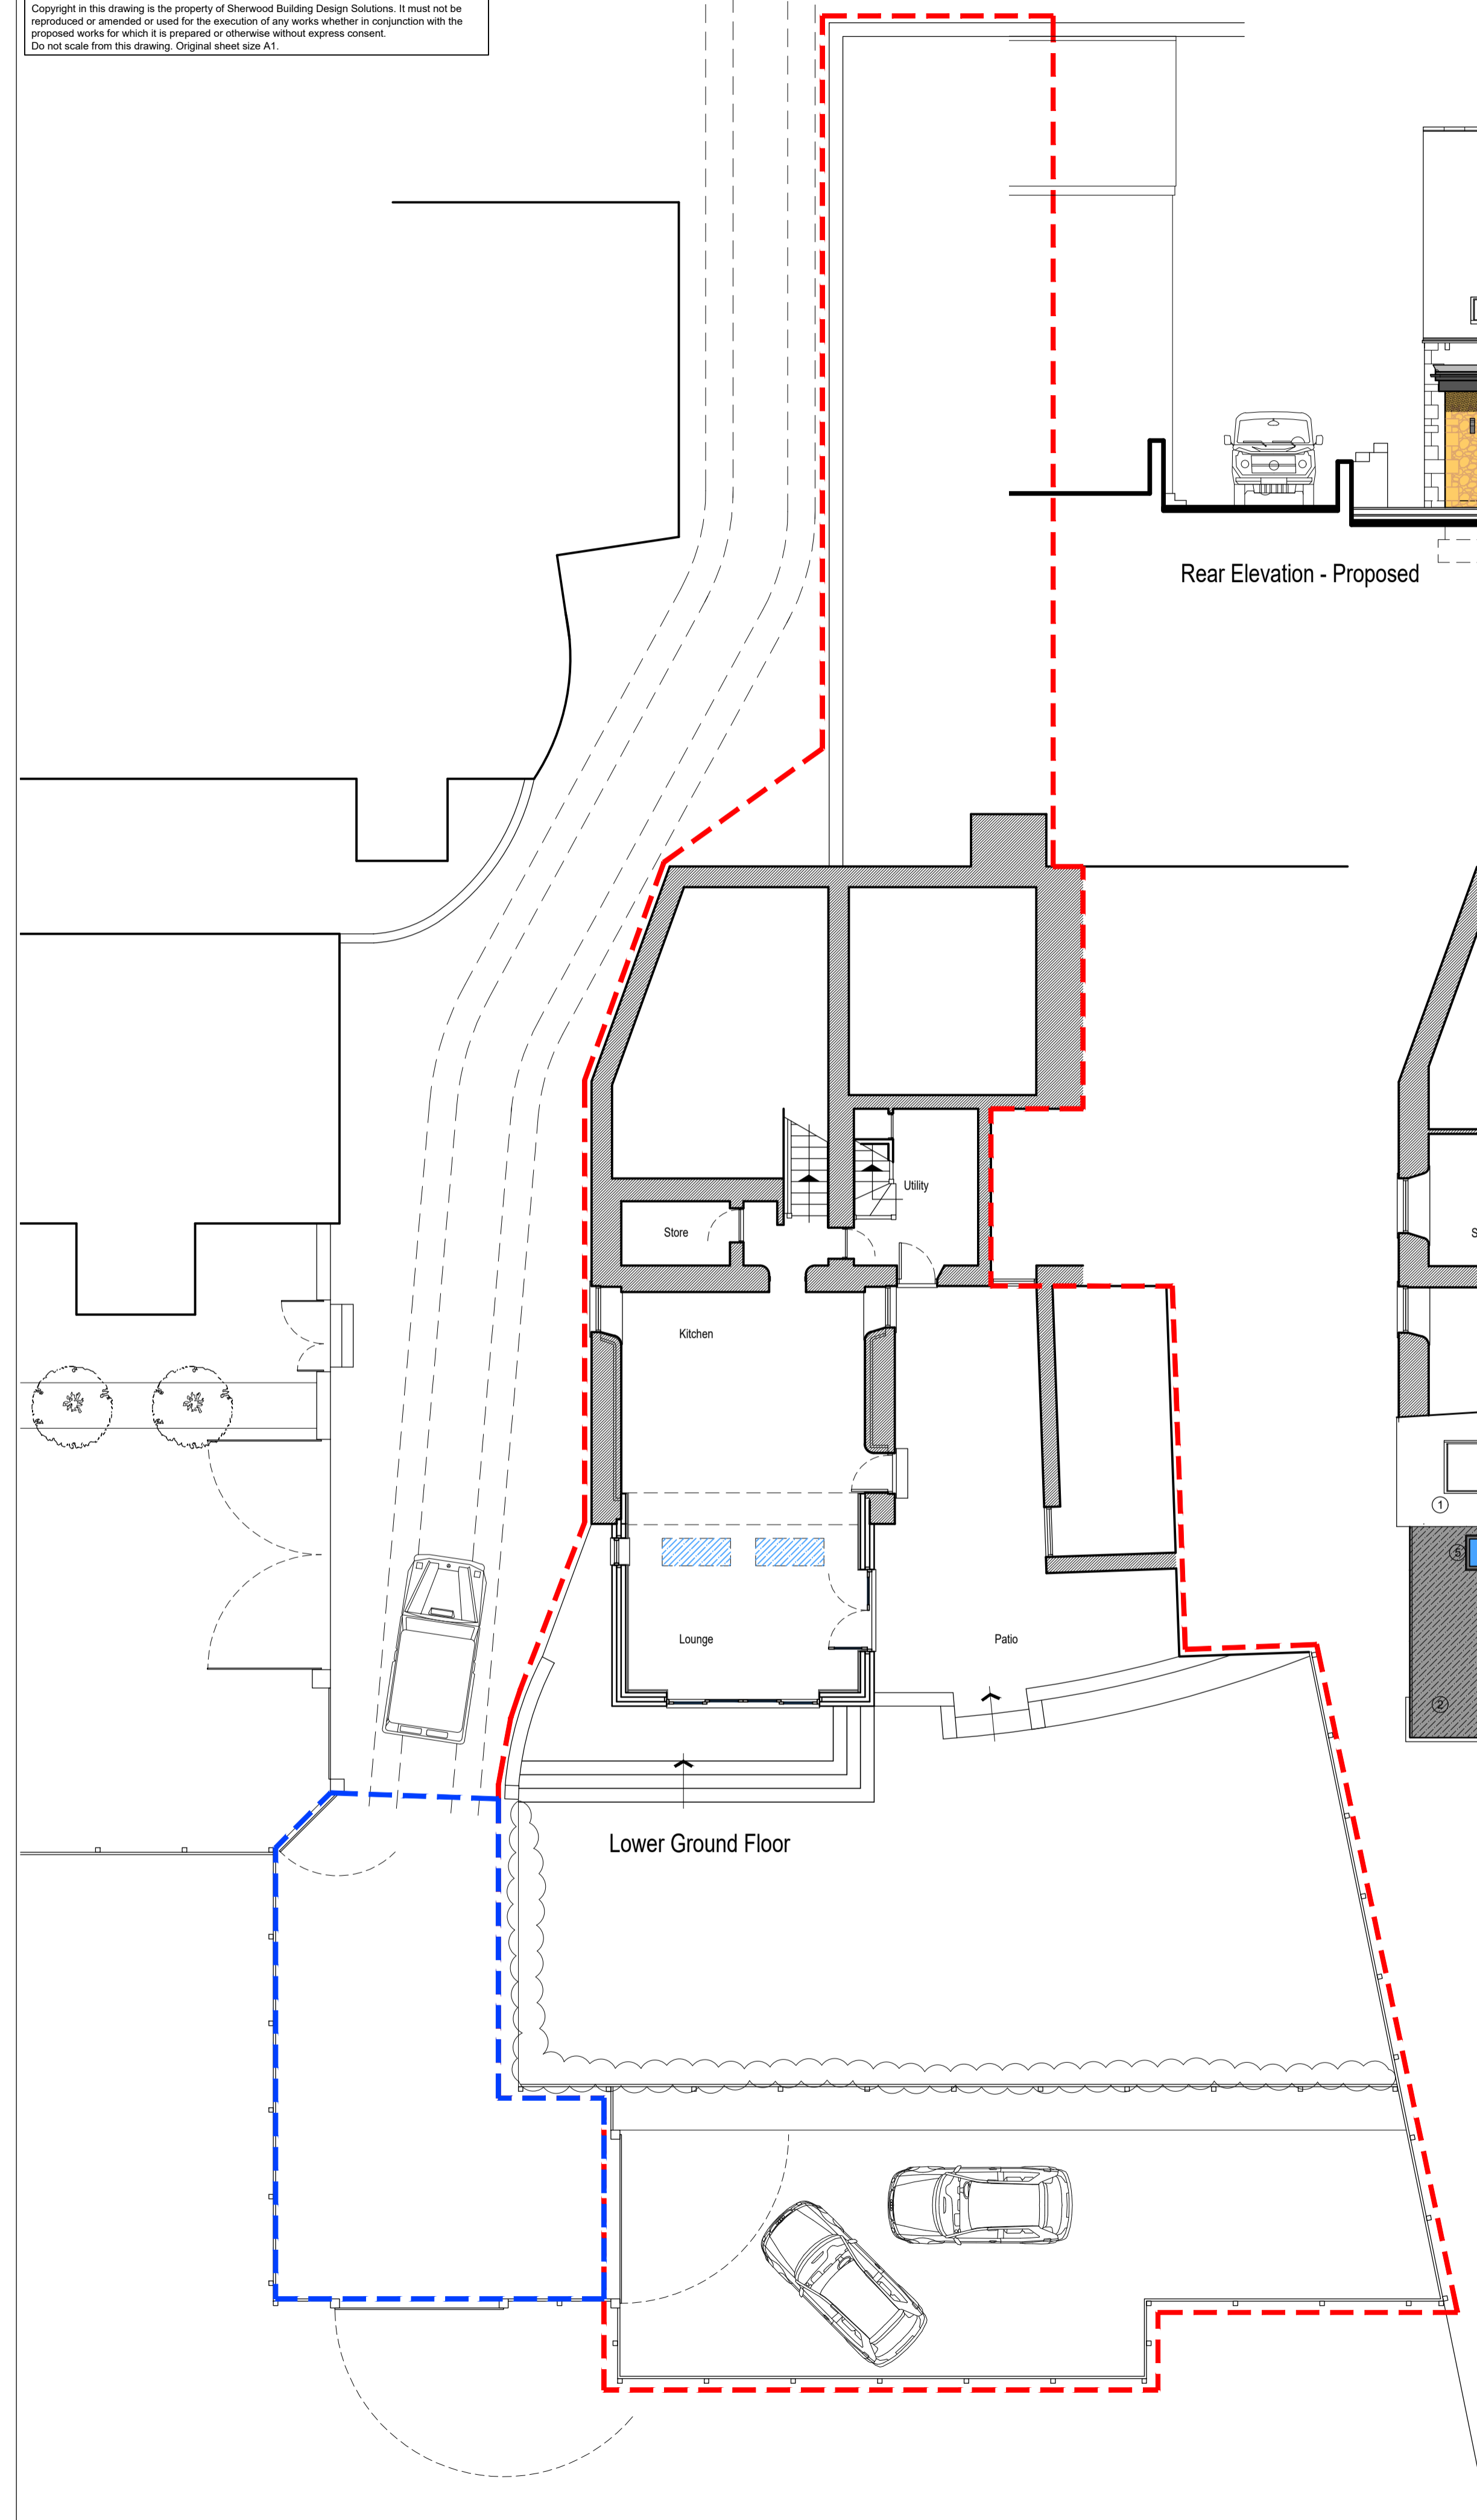 Copyright in this drawing is the property of Sherwood Building Design Solutions. It must not be
reproduced or amended or used for the execution of any works whether in conjunction with the
proposed works for which it is prepared or otherwise without express consent.
Do not scale from this drawing. Original sheet size A1.
Rear Elevation - Proposed
Utility
Store
S
Kitchen
1
5
Lounge
Patio
2
Lower Ground Floor